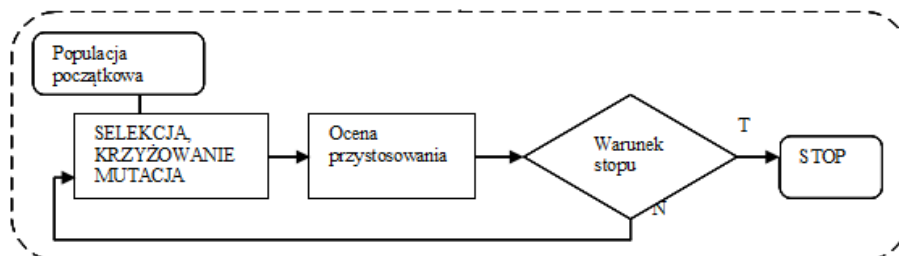 Populacja
początkowa
SELEKCJA,
KRZYŻOWANIE
MUTACJA
Ocena
przystosowania
Warunek
stopu
T
STOP
N